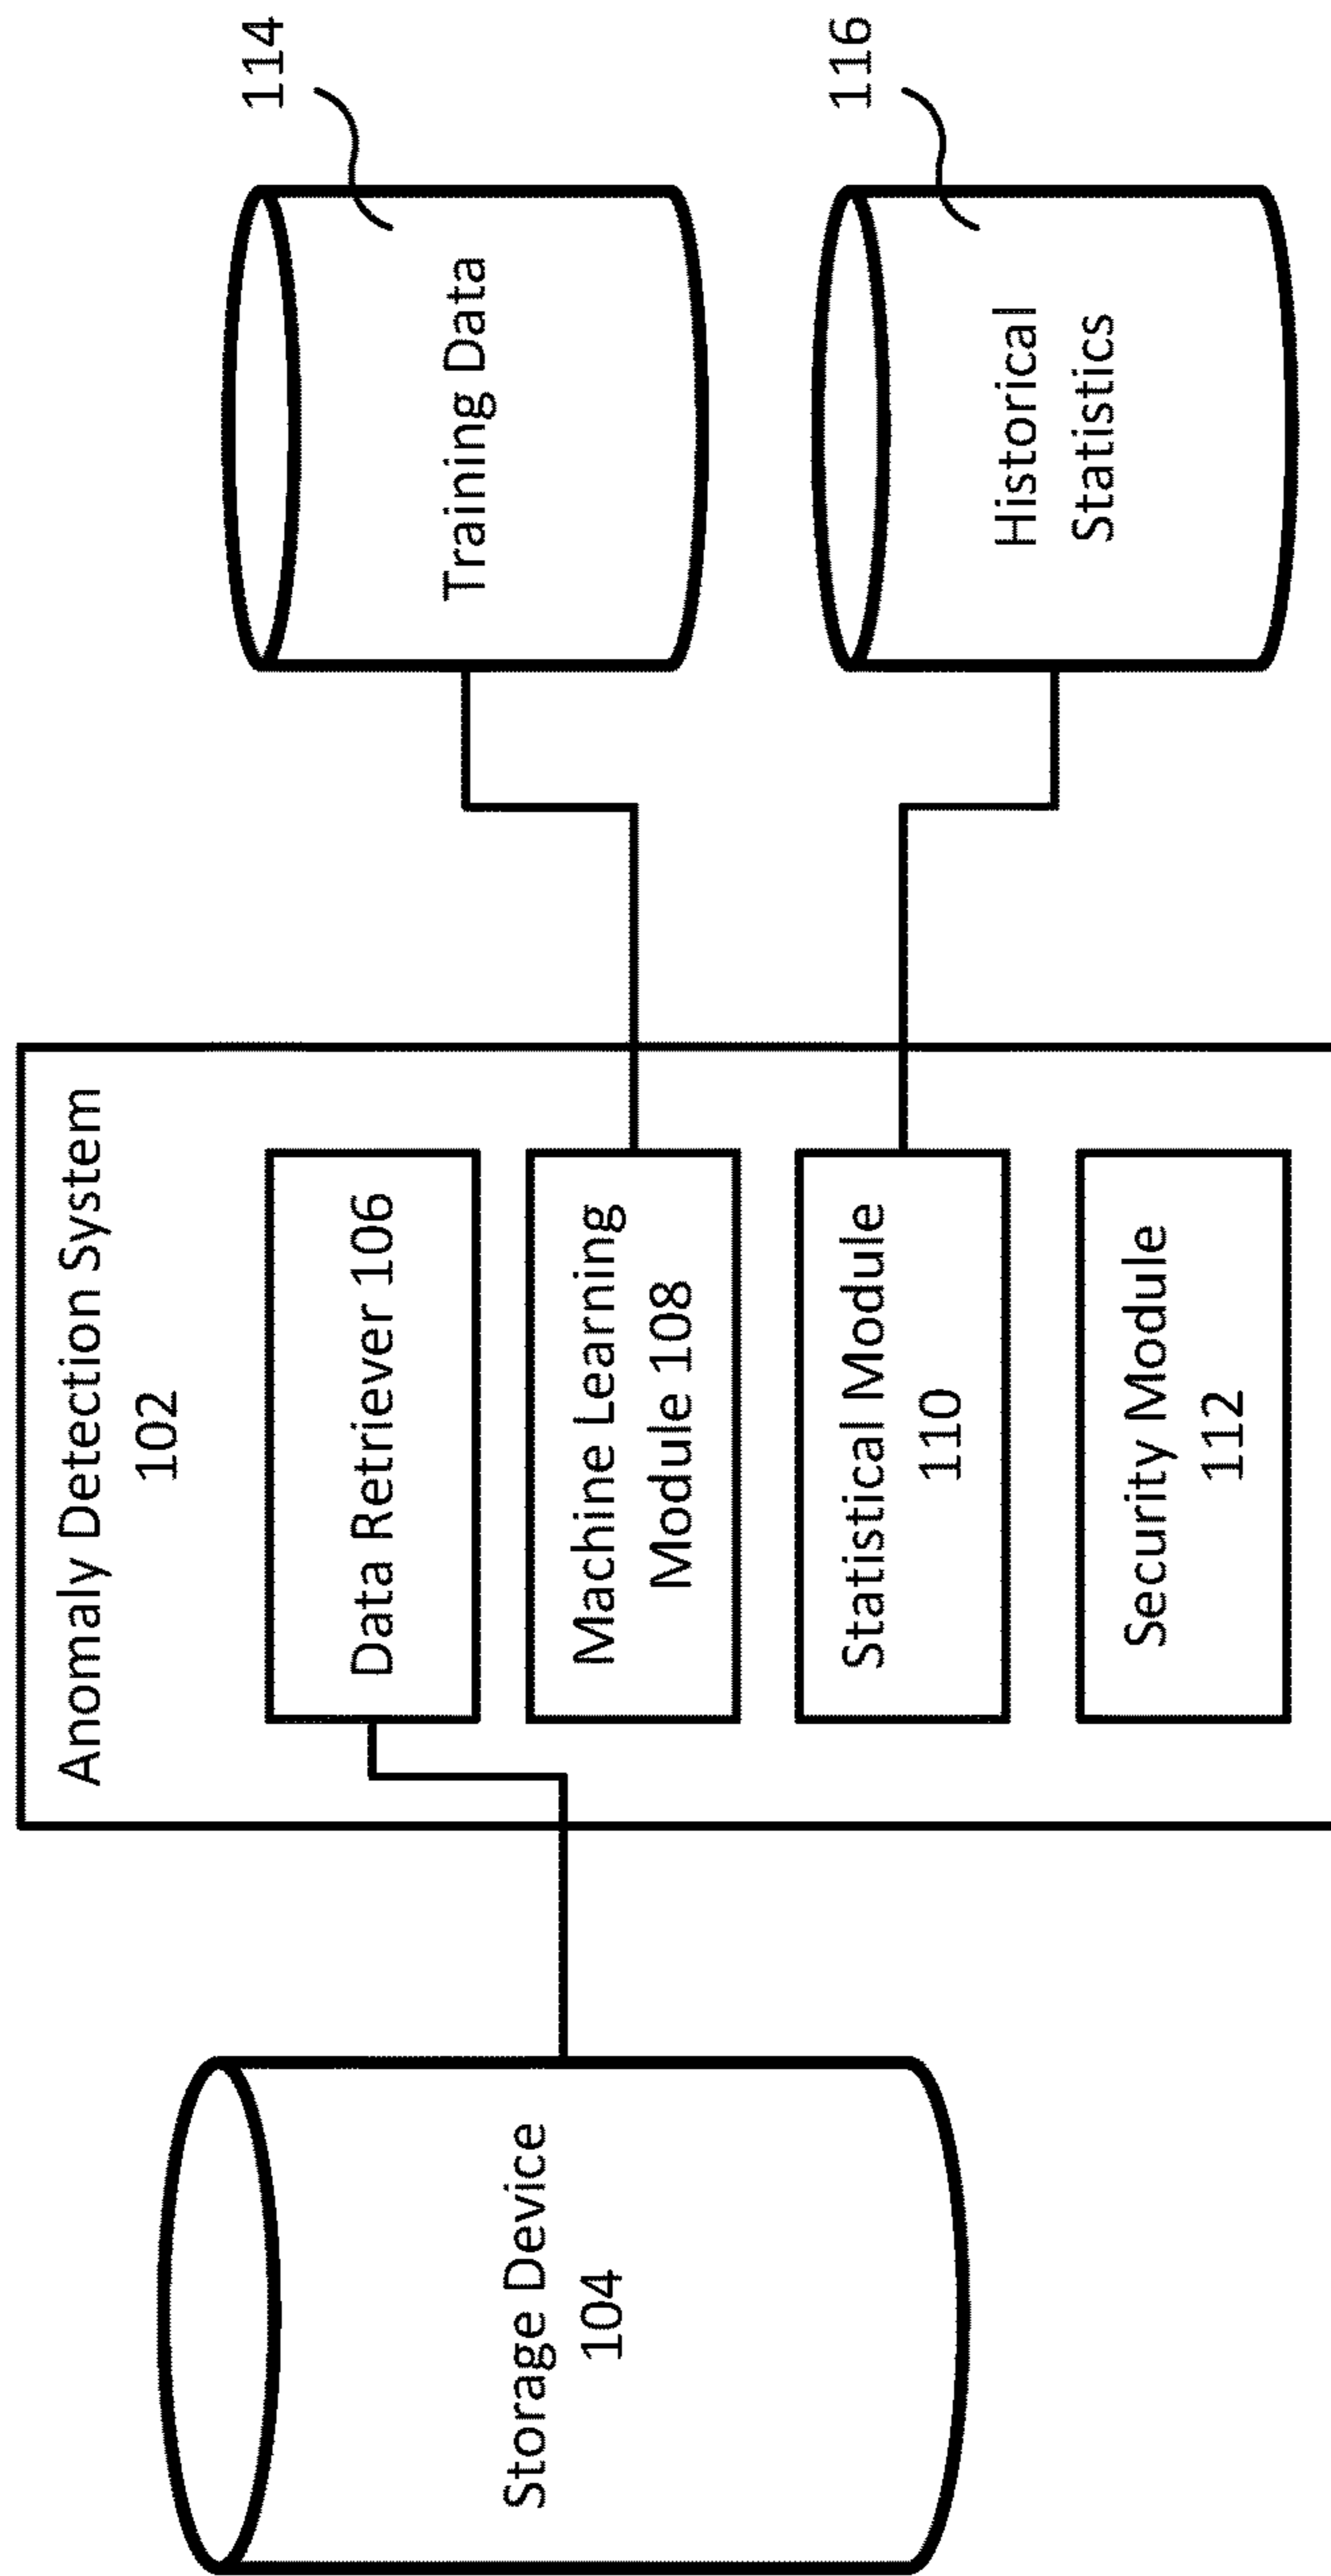 Anomaly Detection System
102
Storage Device
104
Data Retriever 106
Machine Learning
Module 108
Statistical Module
110
Security Module
112
Training Data
114
Historical
Statistics
116